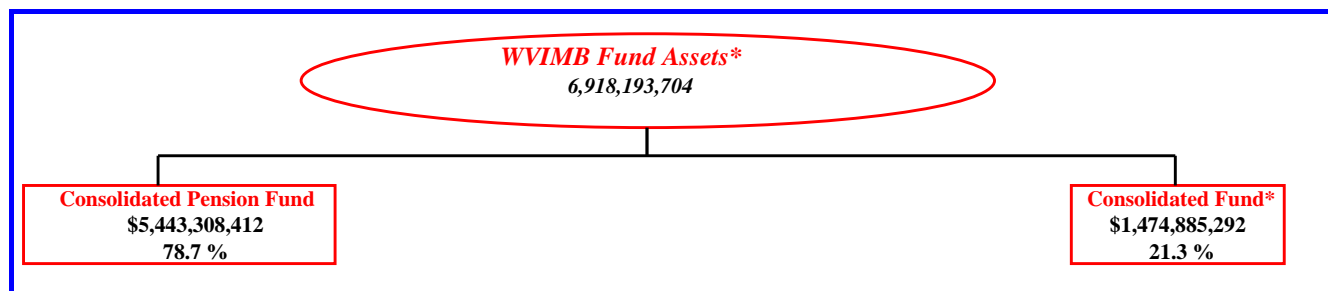 WVIMB Fund Assets*
6,918,193,704
Consolidated Pension Fund
$5,443,308,412
78.7 %
Consolidated Fund*
$1,474,885,292
21.3 %